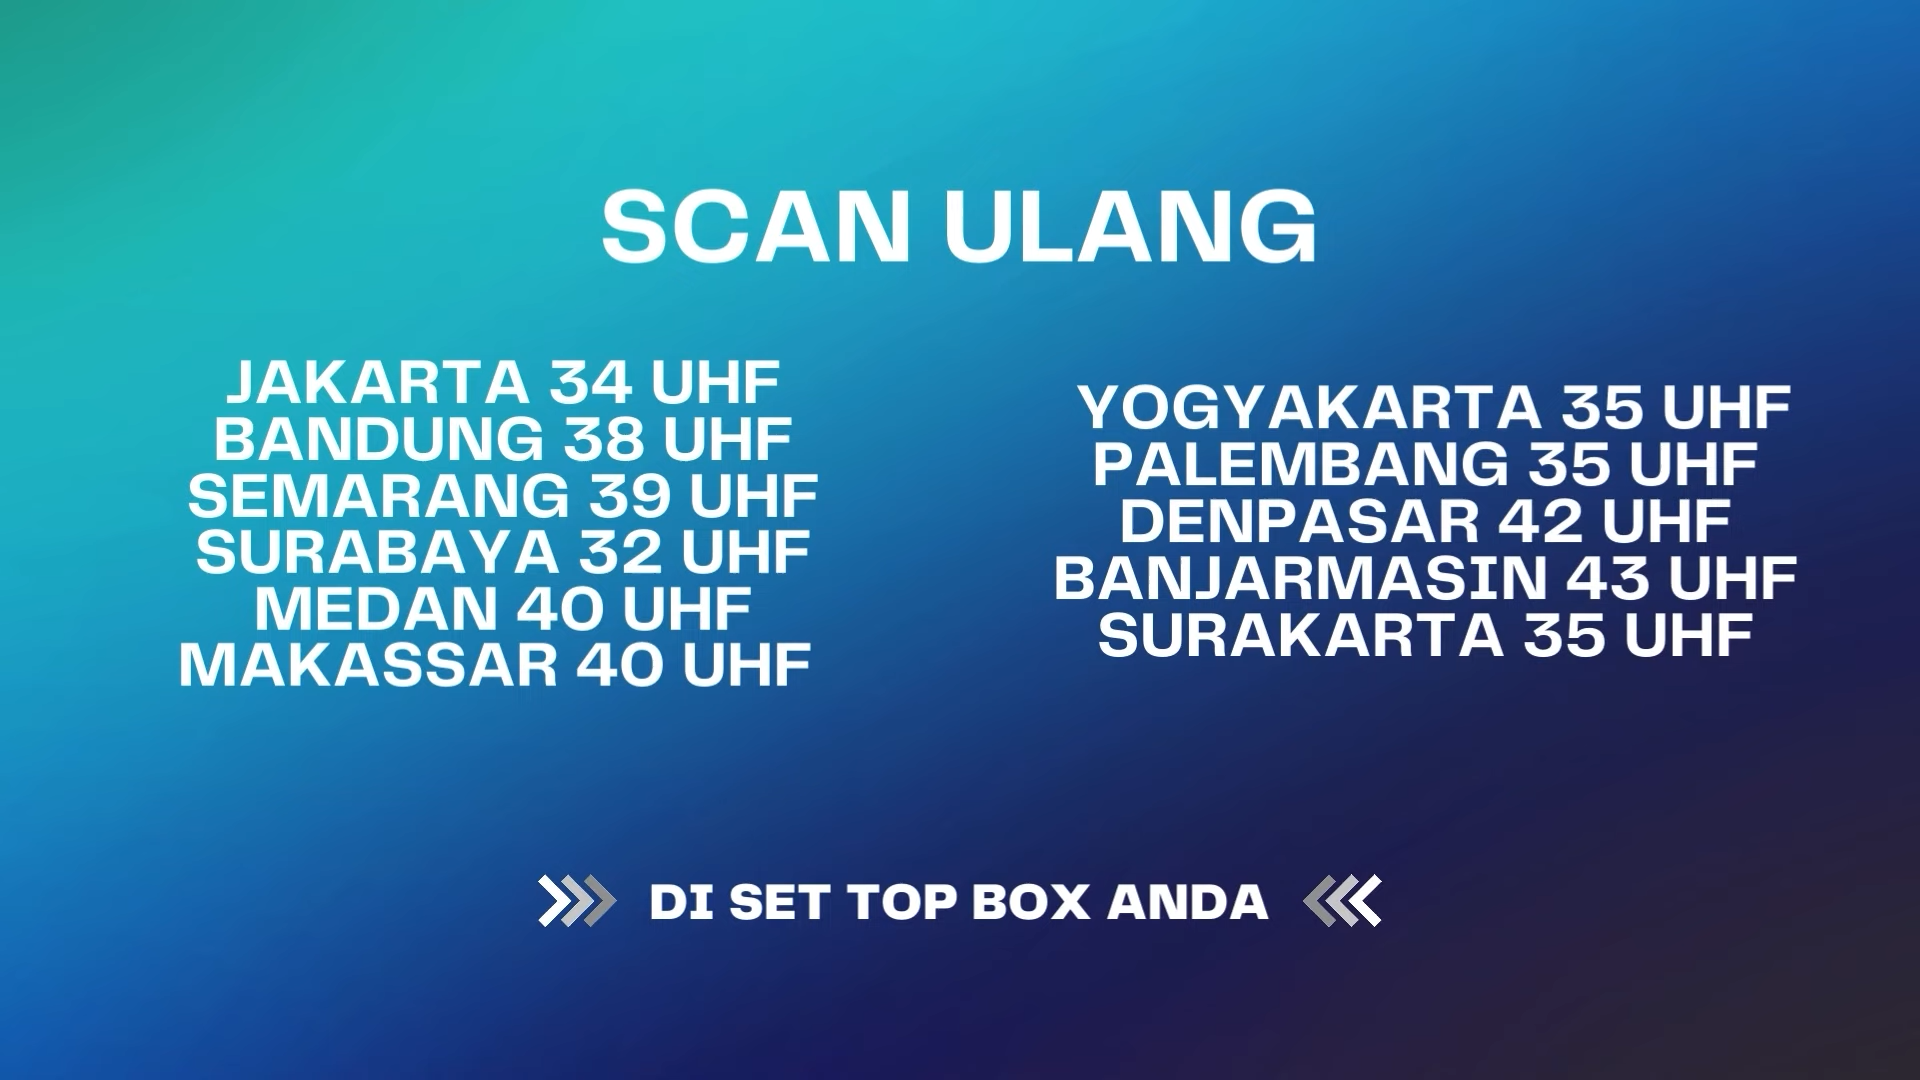 SCAN ULANG
JAKARTA 34 UHF
BANDUNG 38 UHF
SEMARANG 39 UHF
SURABAYA 32 UHF
MEDAN 40 UHF
MAKASSAR 40 UHF
YOGYAKARTA 35 UHF
PALEMBANG 35 UHF
DENPASAR 42 UHF
BANJARMASIN 43 UHF
SURAKARTA 35 UHF
DI SET TOP BOX ANDA